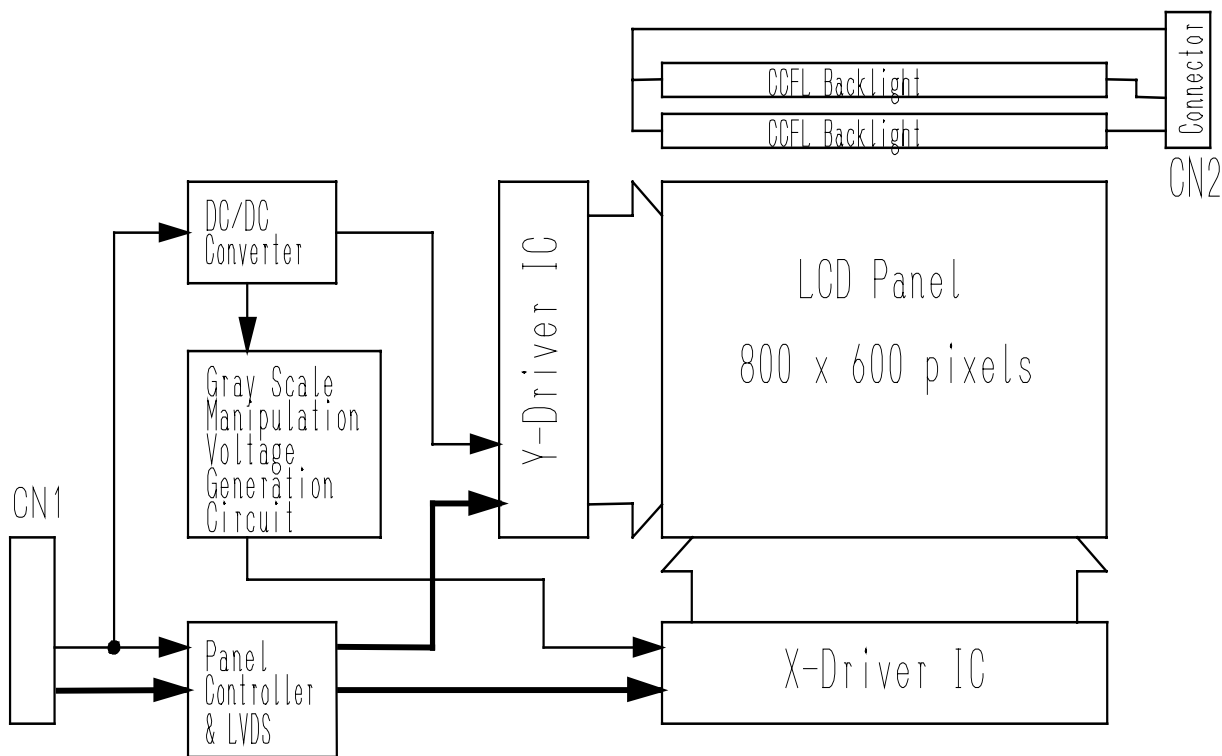 Connector
CN2
CCFL Backlight
CCFL Backlight
DC/DC
Converter
Y-Driver IC
LCD Panel
800 x 600 pixels
Gray Scale
Manipulation
Voltage
Generation
Circuit
CN1
Panel
Controller
& LVDS
X-Driver IC